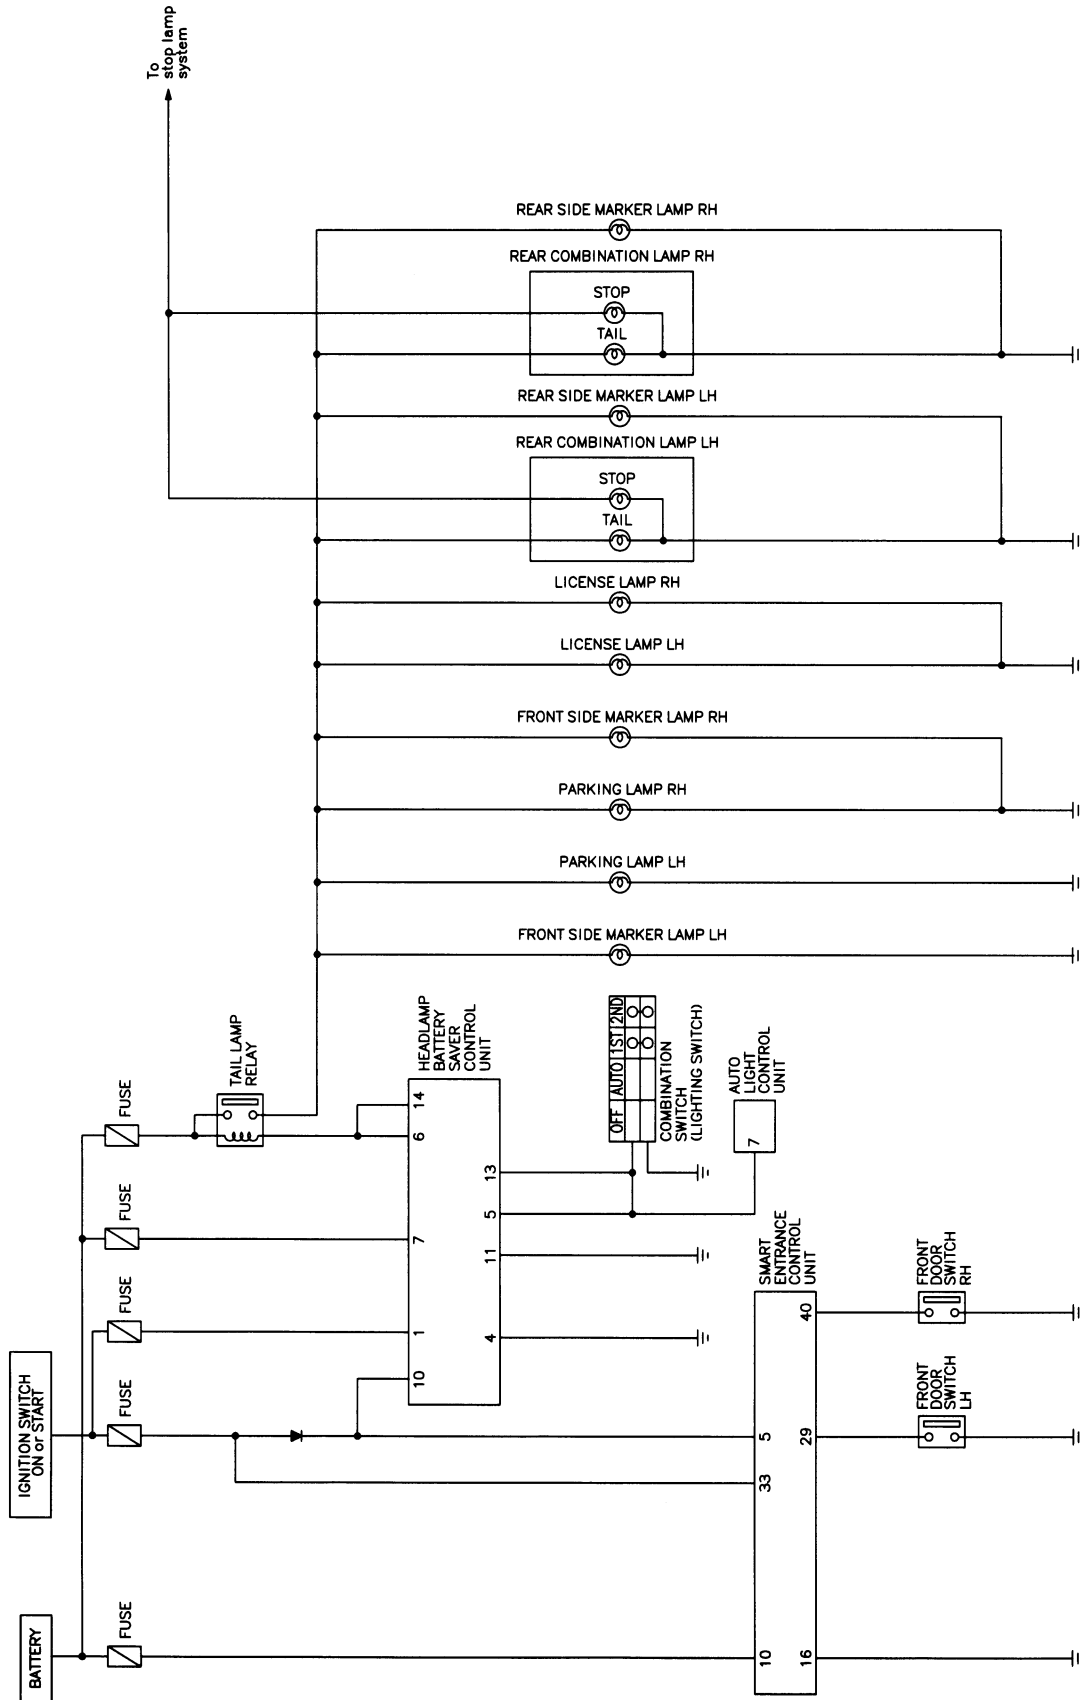 To
stop lamp
system
REAR SIDE MARKER LAMP RH
REAR COMBINATION LAMP RH
STOP
TAIL
REAR SIDE MARKER LAMP LH
REAR COMBINATION LAMP LH
STOP
TAIL
LICENSE LAMP RH
LICENSE LAMP LH
FRONT SIDE MARKER LAMP RH
PARKING LAMP RH
PARKING LAMP LH
FRONT SIDE MARKER LAMP LH
TAIL LAMP
RELAY
HEADLAMP
BATTERY
SAVER
CONTROL
UNIT
OFF AUTO 1ST 2ND
COMBINATION
SWITCH
(LIGHTING SWITCH)
AUTO
LIGHT
CONTROL
UNIT
7
FUSE
14
6
13
5
FUSE
7
11
FUSE
1
4
10
SMART
ENTRANCE
CONTROL
UNIT
40
FRONT
DOOR
SWITCH
RH
IGNITION SWITCH
ON or START
FUSE
5
29
33
FRONT
DOOR
SWITCH
LH
BATTERY
FUSE
10
16